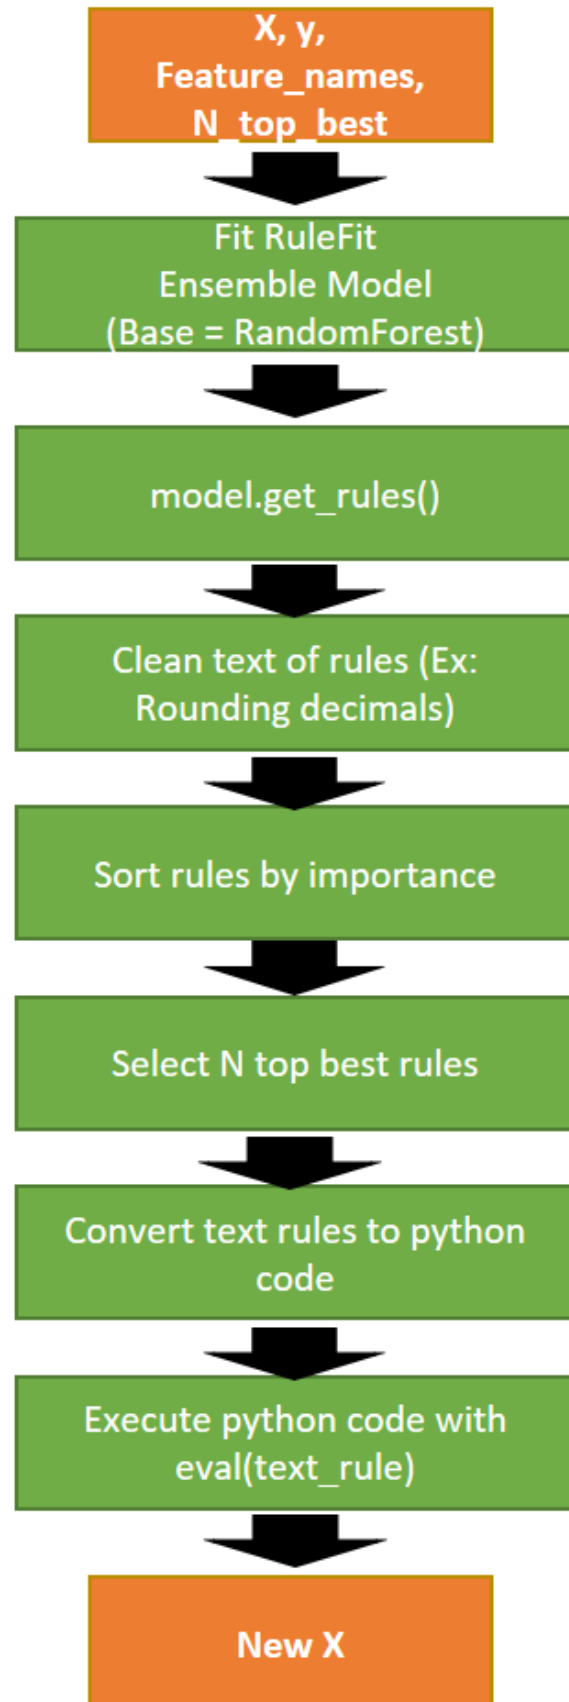 X, y,
Feature_names,
N_top_best
Fit RuleFit
Ensemble Model
(Base = RandomForest)
model.get_rules()
Clean text of rules (Ex:
Rounding decimals)
Sort rules by importance
Select N top best rules
Convert text rules to python
code
Execute python code with
eval(text_rule)
New X